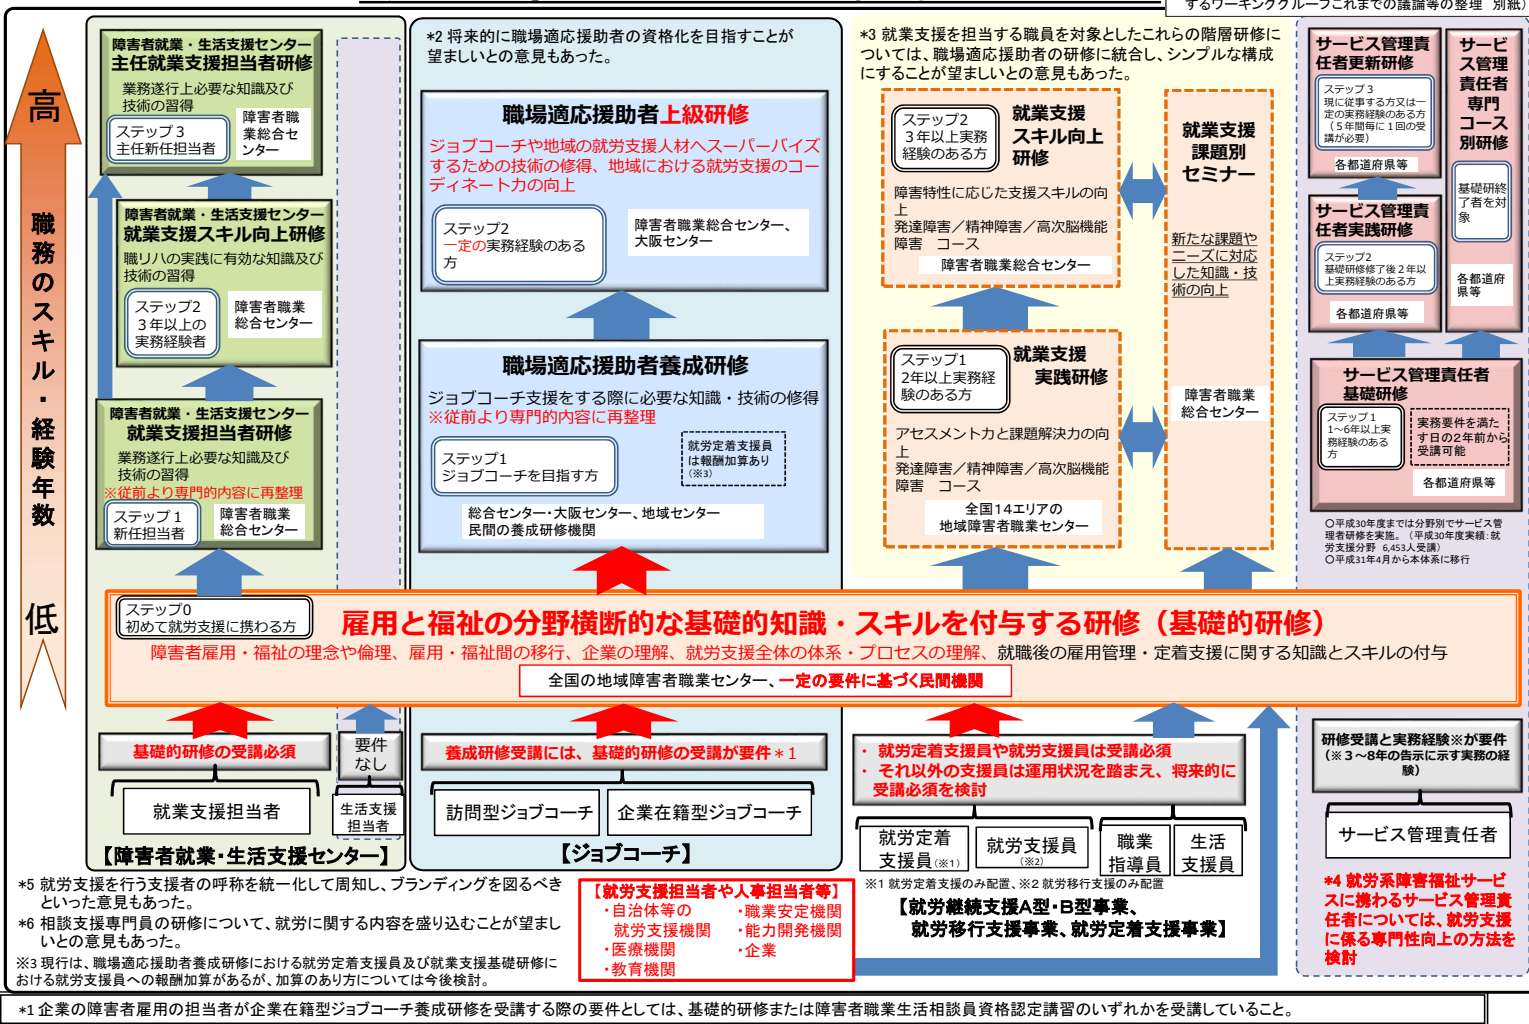 するワーキンググループこれまでの議論等の整理 別紙)
高
職務のスキル・経験年数
低
障害者就業・生活支援センター
主任就業支援担当者研修
業務遂行上必要な知識及び
技術の習得
ステップ3
主任新任担当者
障害者職
業総合セ
ンター
障害者就業・生活支援センター
就業支援スキル向上研修
職リハの実践に有効な知識及び
技術の習得
ステップ2
3年以上の
実務経験者
障害者職業
総合センター
障害者就業・生活支援センター
就業支援担当者研修
業務遂行上必要な知識及び
技術の習得
※従前より専門的内容に再整理
ステップ1
新任担当者
障害者職業
総合センター
*2 将来的に職場適応援助者の資格化を目指すことが
望ましいとの意見もあった。
職場適応援助者上級研修
ジョブコーチや地域の就労支援人材へスーパーバイズ
するための技術の修得、地域における就労支援のコー
ディネート力の向上
ステップ2
一定の実務経験のある
方
障害者職業総合センター、
大阪センター
職場適応援助者養成研修
ジョブコーチ支援をする際に必要な知識・技術の修得
※従前より専門的内容に再整理
ステップ1
ジョブコーチを目指す方
就労定着支援員
は報酬加算あり
(※3)
総合センター・大阪センター、地域センター
民間の養成研修機関
*3 就業支援を担当する職員を対象としたこれらの階層研修に
ついては、職場適応援助者の研修に統合し、シンプルな構成
にすることが望ましいとの意見もあった。
ステップ2
3年以上実務
経験のある方
就業支援
スキル向上
研修
障害特性に応じた支援スキルの向
上
発達障害/精神障害/高次脳機能
障害 コース
障害者職業総合センター
ステップ1
2年以上実務経
験のある方
就業支援
実践研修
アセスメント力と課題解決力の向
上
発達障害/精神障害/高次脳機能
障害 コース
全国14エリアの
地域障害者職業センター
就業支援
課題別
セミナー
新たな課題や
ニーズに対応
した知識・技
術の向上
障害者職業
総合センター
サービス管理責
任者更新研修
ステップ3
現に従事する方又は一
定の実務経験のある方
(5年間毎に1回の受
講が必要)
各都道府県等
サービス管理責
任者実践研修
ステップ2
基礎研修修了後2年以
上実務経験のある方
各都道府県等
サービ
ス管理
責任者
専門
コース
別研修
基礎研修修
了者を対
象
各都道府
県等
サービス管理責任者
基礎研修
ステップ1
1~6年以上実
務経験のある
方
実務要件を満た
す日の2年前から
受講可能
各都道府県等
○平成30年度までは分野別でサービス管
理者研修を実施。(平成30年度実績:就
労支援分野 6,453人受講)
○平成31年4月から本体系に移行
ステップ0
初めて就労支援に携わる方
雇用と福祉の分野横断的な基礎的知識・スキルを付与する研修(基礎的研修)
障害者雇用・福祉の理念や倫理、雇用・福祉間の移行、企業の理解、就労支援全体の体系・プロセスの理解、就職後の雇用管理・定着支援に関する知識とスキルの付与
全国の地域障害者職業センター、一定の要件に基づく民間機関
基礎的研修の受講必須
要件
なし
就業支援担当者
生活支援
担当者
【障害者就業・生活支援センター】
養成研修受講には、基礎的研修の受講が要件*1
訪問型ジョブコーチ
企業在籍型ジョブコーチ
【ジョブコーチ】
・ 就労定着支援員や就労支援員は受講必須
・ それ以外の支援員は運用状況を踏まえ、将来的に
受講必須を検討
就労定着
支援員(※1)
就労支援員
(※2)
職業
指導員
生活
支援員
※1 就労定着支援のみ配置、※2 就労移行支援のみ配置
【就労継続支援A型・B型事業、
就労移行支援事業、就労定着支援事業】
研修受講と実務経験※が要件
(※3~8年の告示に示す実務の経
験)
サービス管理責任者
*4 就労系障害福祉サービ
スに携わるサービス管理責
任者については、就労支援
に係る専門性向上の方法を
検討
*5 就労支援を行う支援者の呼称を統一化して周知し、ブランディングを図るべき
といった意見もあった。
*6 相談支援専門員の研修について、就労に関する内容を盛り込むことが望まし
いとの意見もあった。
※3 現行は、職場適応援助者養成研修における就労定着支援員及び就業支援基礎研修に
おける就労支援員への報酬加算があるが、加算のあり方については今後検討。
【就労支援担当者や人事担当者等】
・自治体等の
就労支援機関
・医療機関
・教育機関
・職業安定機関
・能力開発機関
・企業
*1 企業の障害者雇用の担当者が企業在籍型ジョブコーチ養成研修を受講する際の要件としては、基礎的研修または障害者職業生活相談員資格認定講習のいずれかを受講していること。